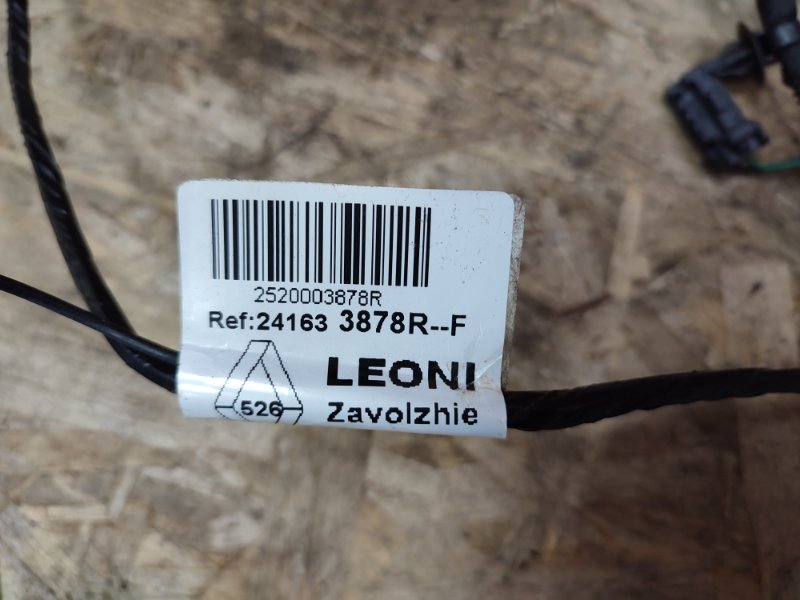 2520003878R
Ref:24163 3878R--F
LEONI
526
Zavolzhie